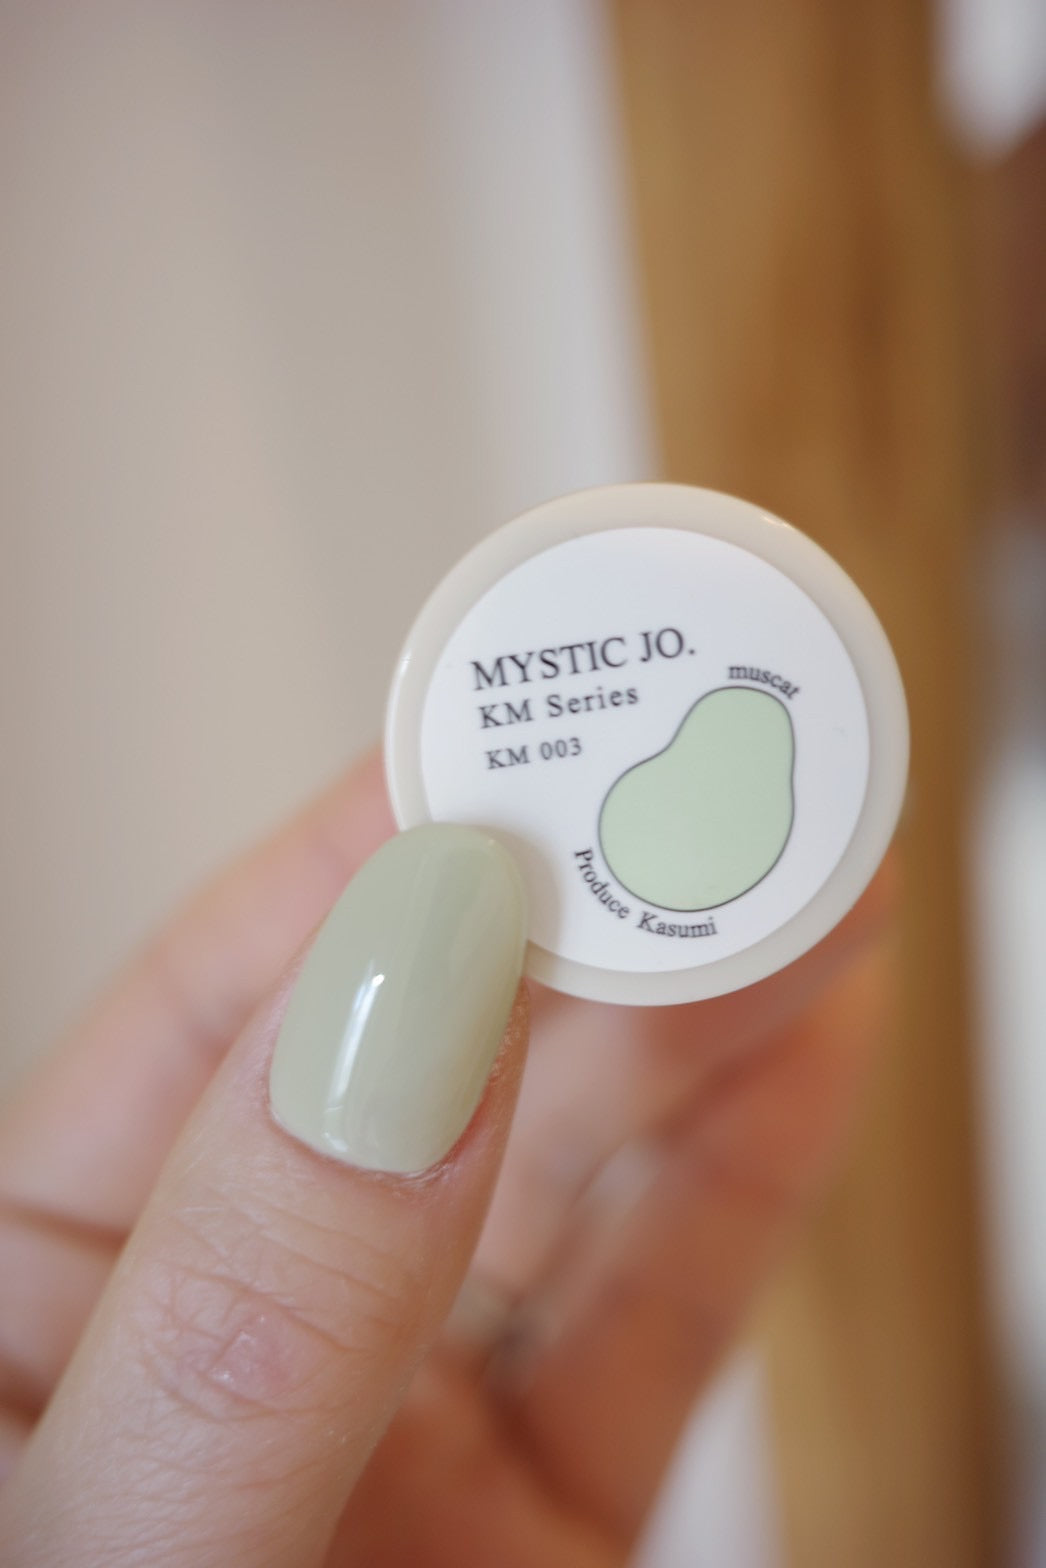 MYSTIC JO.
KM Series
KM 003
muscat
Produce Kasumi